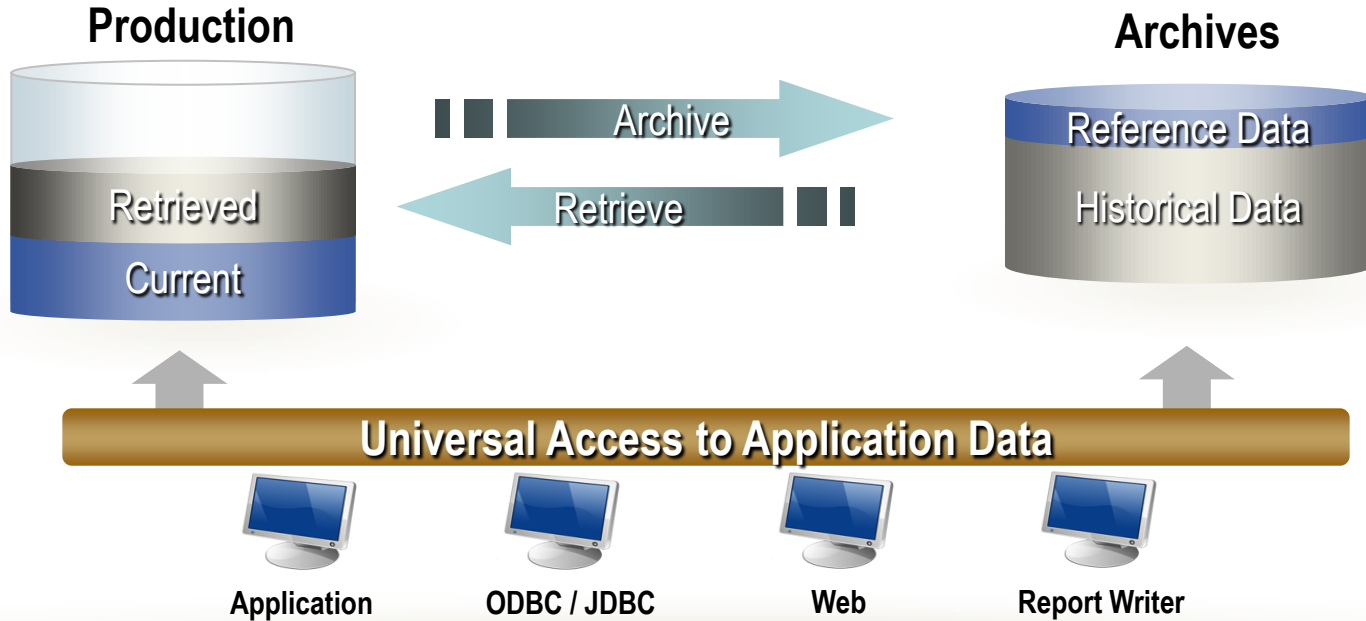 Production
Archives
Archive
Reference Data
Retrieved
Retrieve
Historical Data
Current
Universal Access to Application Data
Application
ODBC / JDBC
Web
Report Writer